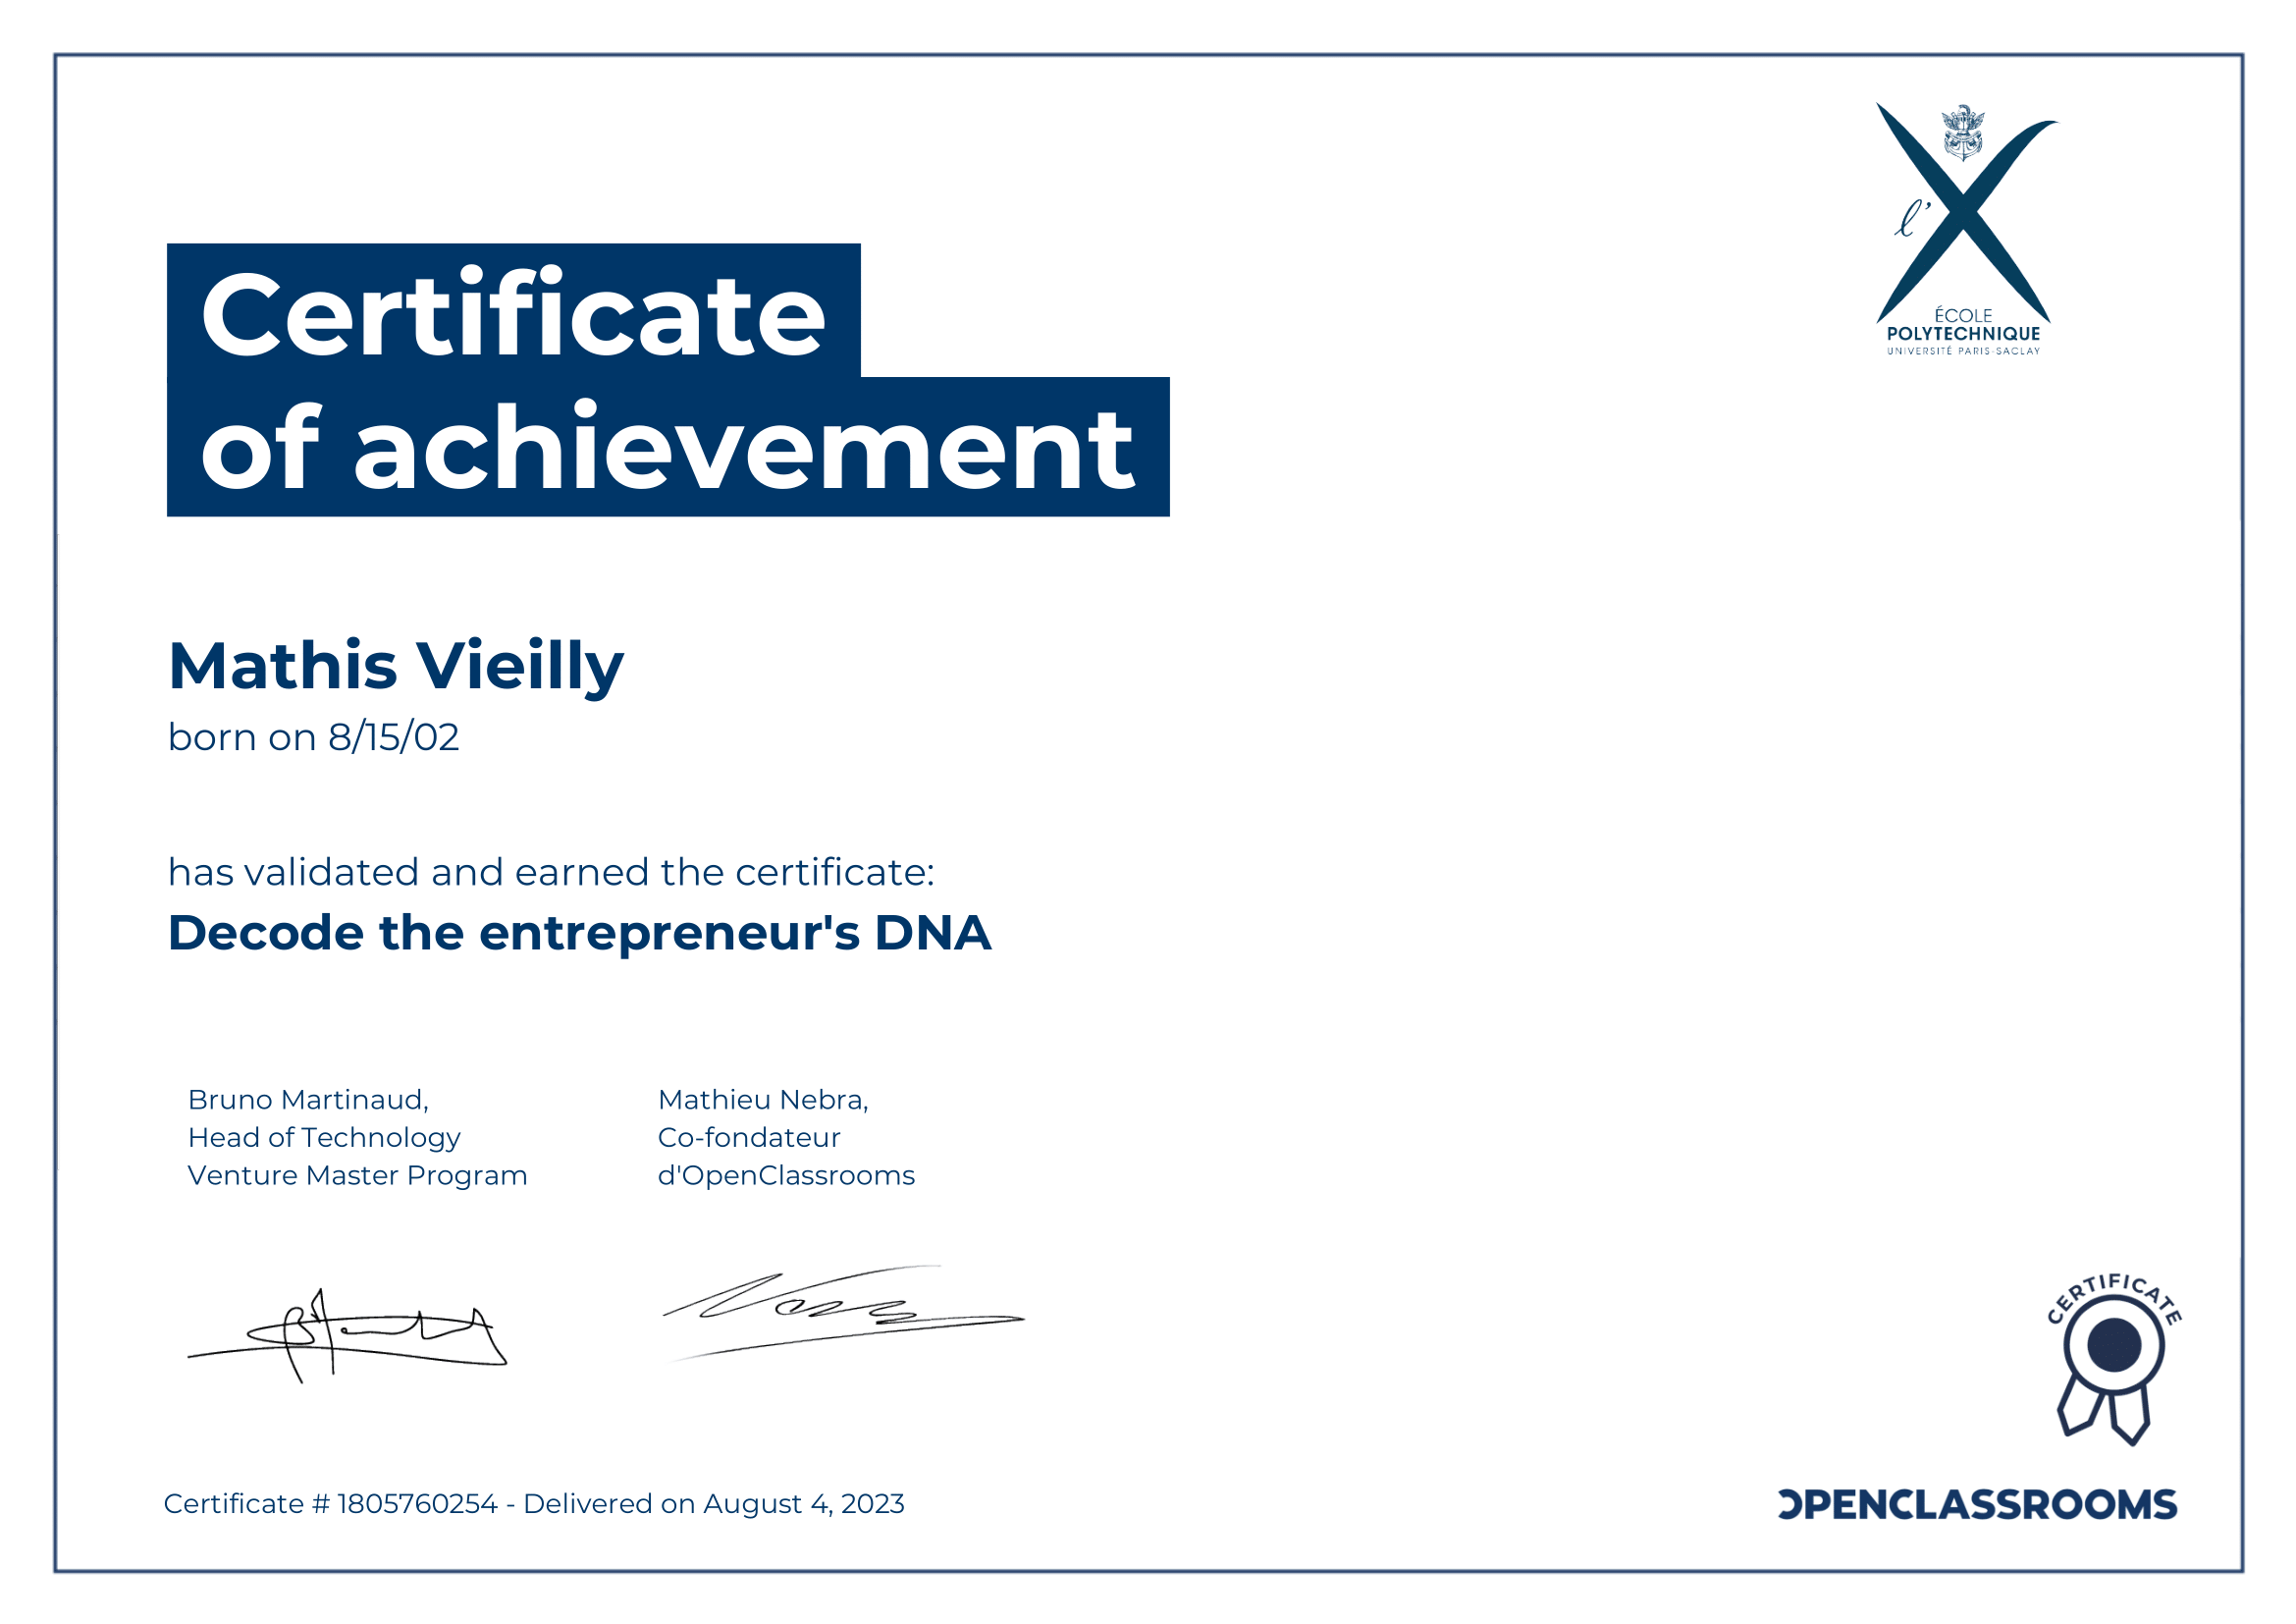 l'X
ÉCOLE
POLYTECHNIQUE
UNIVERSITÉ PARIS-SACLAY
Certificate
of achievement
Mathis Vieilly
born on 8/15/02
has validated and earned the certificate:
Decode the entrepreneur's DNA
Bruno Martinaud,
Head of Technology
Venture Master Program
Mathieu Nebra,
Co-fondateur
d'OpenClassrooms
CERTIFICATE
Certificate # 1805760254 - Delivered on August 4, 2023
OPENCLASSROOMS